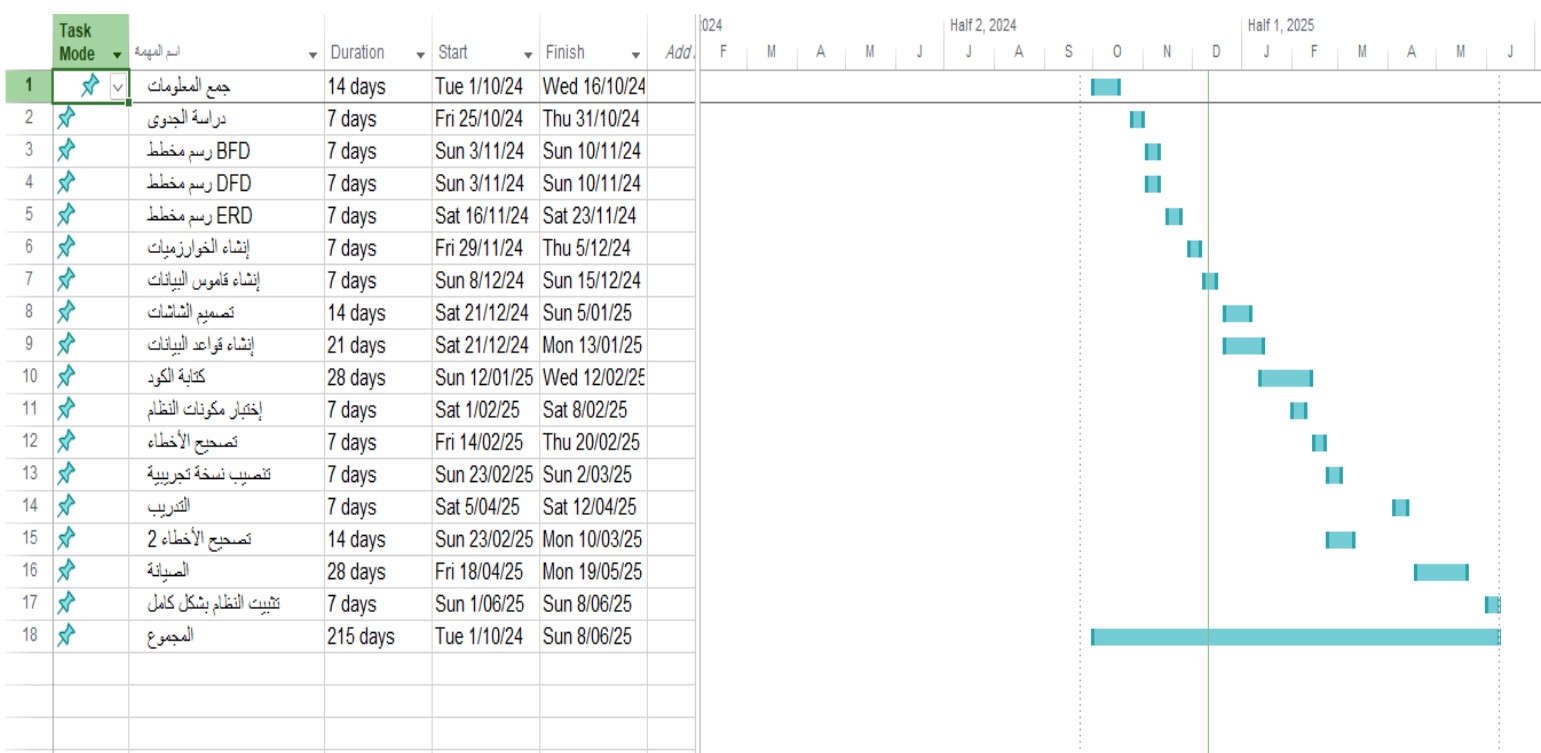 2024 Half 2, 2024 Half 1, 2025
Task Mode اسم المهمة Duration Start Finish Add F M A M J J A S O N D J F M A M J
1 جمع المعلومات 14 days Tue 1/10/24 Wed 16/10/24
2 دراسة الجدوى 7 days Fri 25/10/24 Thu 31/10/24
3 رسم مخطط BFD 7 days Sun 3/11/24 Sun 10/11/24
4 رسم مخطط DFD 7 days Sun 3/11/24 Sun 10/11/24
5 رسم مخطط ERD 7 days Sat 16/11/24 Sat 23/11/24
6 إنشاء الخوارزميات 7 days Fri 29/11/24 Thu 5/12/24
7 إنشاء قاموس البيانات 7 days Sun 8/12/24 Sun 15/12/24
8 تصميم الشاشات 14 days Sat 21/12/24 Sun 5/01/25
9 إنشاء قواعد البيانات 21 days Sat 21/12/24 Mon 13/01/25
10 كتابة الكود 28 days Sun 12/01/25 Wed 12/02/25
11 إختبار مكونات النظام 7 days Sat 1/02/25 Sat 8/02/25
12 تصحيح الأخطاء 7 days Fri 14/02/25 Thu 20/02/25
13 تنصيب نسخة تجريبية 7 days Sun 23/02/25 Sun 2/03/25
14 التدريب 7 days Sat 5/04/25 Sat 12/04/25
15 تصحيح الأخطاء 2 14 days Sun 23/02/25 Mon 10/03/25
16 الصيانة 28 days Fri 18/04/25 Mon 19/05/25
17 تثبيت النظام بشكل كامل 7 days Sun 1/06/25 Sun 8/06/25
18 المجموع 215 days Tue 1/10/24 Sun 8/06/25